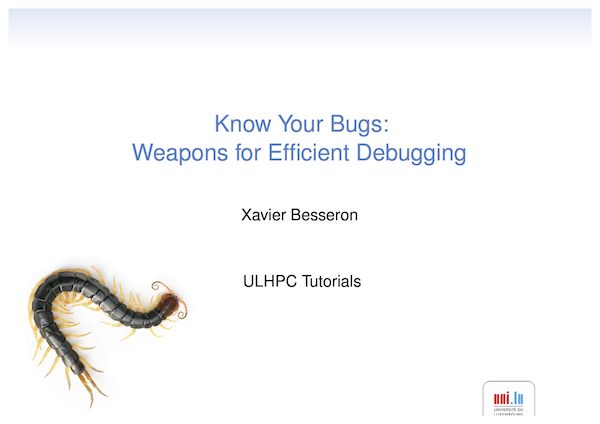 Know Your Bugs:
Weapons for Efficient Debugging
Xavier Besseron
ULHPC Tutorials
uni.lu
UNIVERSITÉ DU
LUXEMBOURG